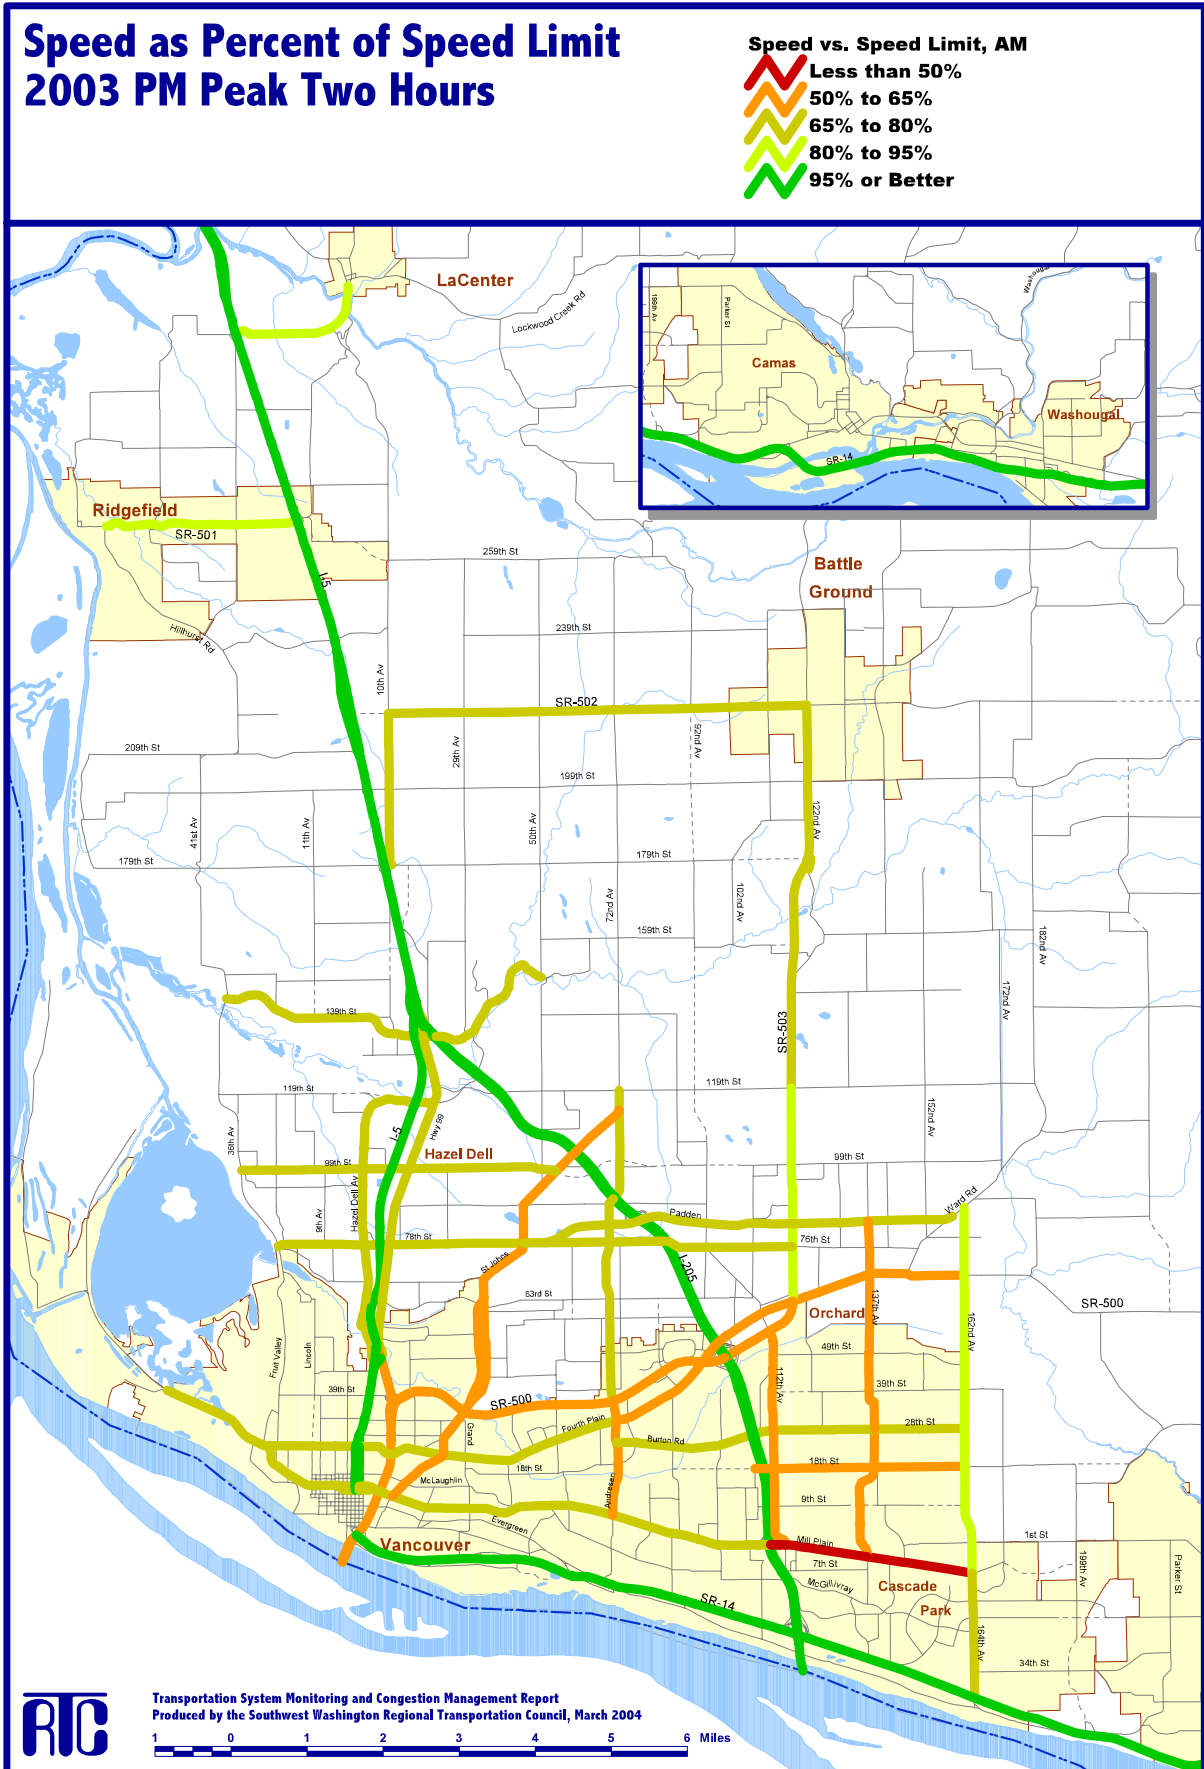 Speed as Percent of Speed Limit
2003 PM Peak Two Hours
Speed vs. Speed Limit, AM
Less than 50%
50% to 65%
65% to 80%
80% to 95%
95% or Better
LaCenter
Lockwood Creek Rd
199th Av
Parker St
Camas
Washougal
Washougal
SR-14
Ridgefield
SR-501
I-5
Hillhurst Rd
259th St
Battle
Ground
239th St
10th Av
SR-502
209th St
29th Av
92nd Av
199th St
41st Av
11th Av
50th Av
122nd Av
179th St
179th St
72nd Av
102nd Av
159th St
182nd Av
172nd Av
139th St
SR-503
119th St
119th St
152nd Av
36th Av
I-5
Hwy 99
Hazel Dell
99th St
99th St
Hazel Dell Av
9th Av
Padden
Ward Rd
78th St
76th St
St Johns
I-205
63rd St
Orchard
137th Av
162nd Av
SR-500
Fruit Valley
Lincoln
49th St
39th St
112th Av
39th St
SR-500
Grand
Fourth Plain
28th St
Burton Rd
18th St
18th St
McLaughlin
Andresen
9th St
Evergreen
1st St
Vancouver
Mill Plain
7th St
199th Av
Parker St
McGillivray
Cascade
Park
SR-14
164th Av
34th St
RTC
Transportation System Monitoring and Congestion Management Report
Produced by the Southwest Washington Regional Transportation Council, March 2004
1 0 1 2 3 4 5 6 Miles